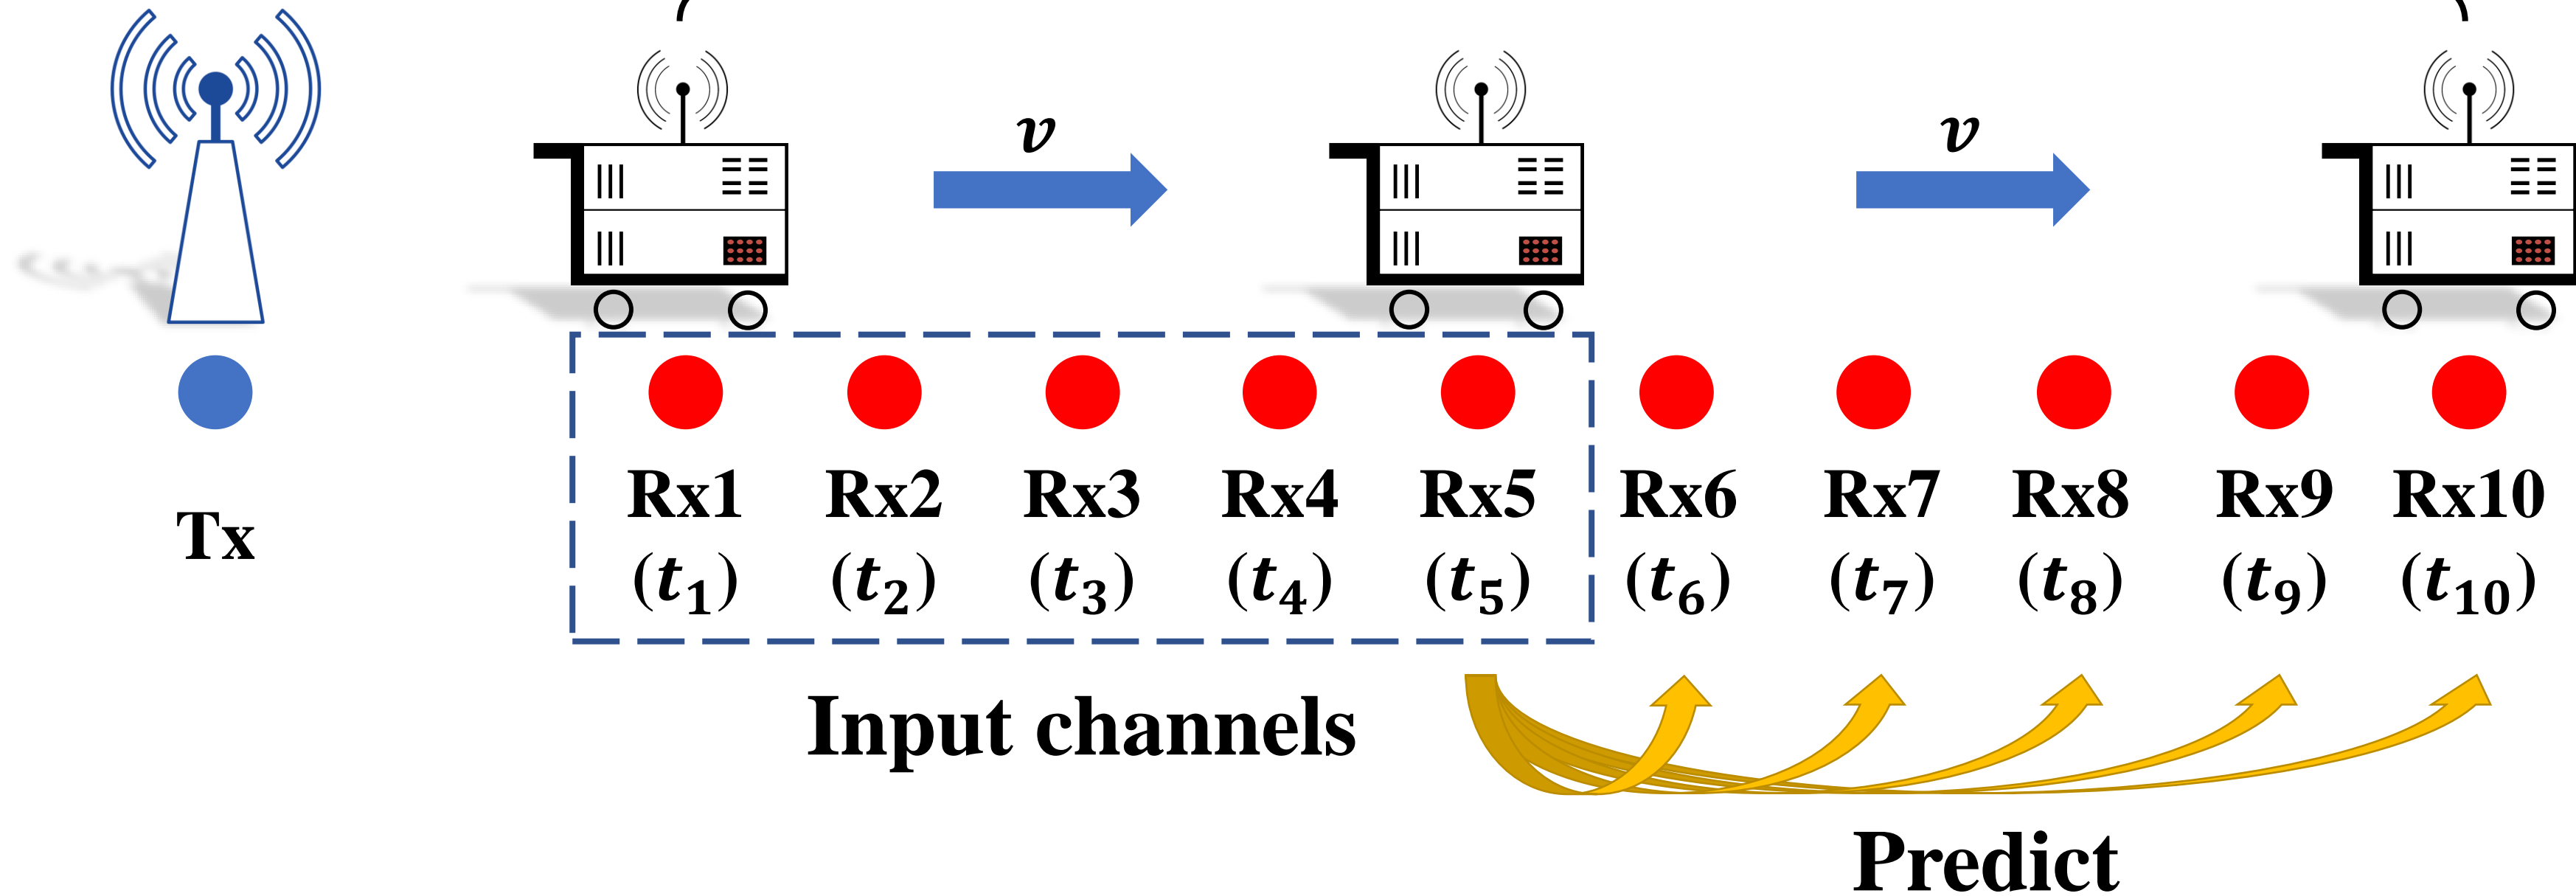 v v
Rx1 Rx2 Rx3 Rx4 Rx5 Rx6 Rx7 Rx8 Rx9 Rx10
Tx
(t₁) (t₂) (t₃) (t₄) (t₅) (t₆) (t₇) (t₈) (t₉) (t₁₀)
Input channels
Predict